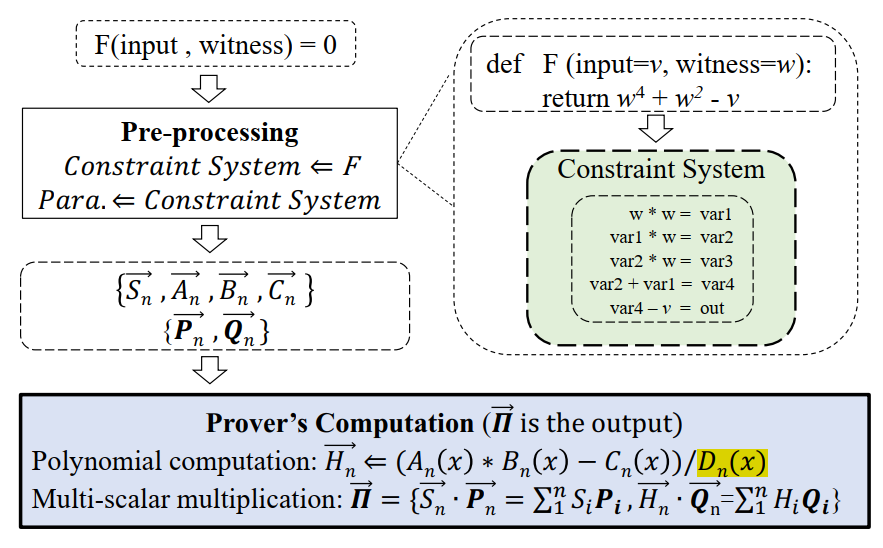 F(input , witness) = 0
Pre-processing
Constraint System ⇐ F
Para. ⇐ Constraint System
{S⃗ₙ , A⃗ₙ , B⃗ₙ , C⃗ₙ }
{P⃗ₙ , Q⃗ₙ}
def F (input=v, witness=w):
return w⁴ + w² - v
Constraint System
w * w = var1
var1 * w = var2
var2 * w = var3
var2 + var1 = var4
var4 – v = out
Prover's Computation (Π⃗ is the output)
Polynomial computation: H⃗ₙ ⇐ (Aₙ(x) ∗ Bₙ(x) − Cₙ(x))/Dₙ(x)
Multi-scalar multiplication: Π⃗ = {S⃗ₙ · P⃗ₙ = ∑₁ⁿ SᵢPᵢ , H⃗ₙ · Q⃗ₙ=∑₁ⁿ HᵢQᵢ}